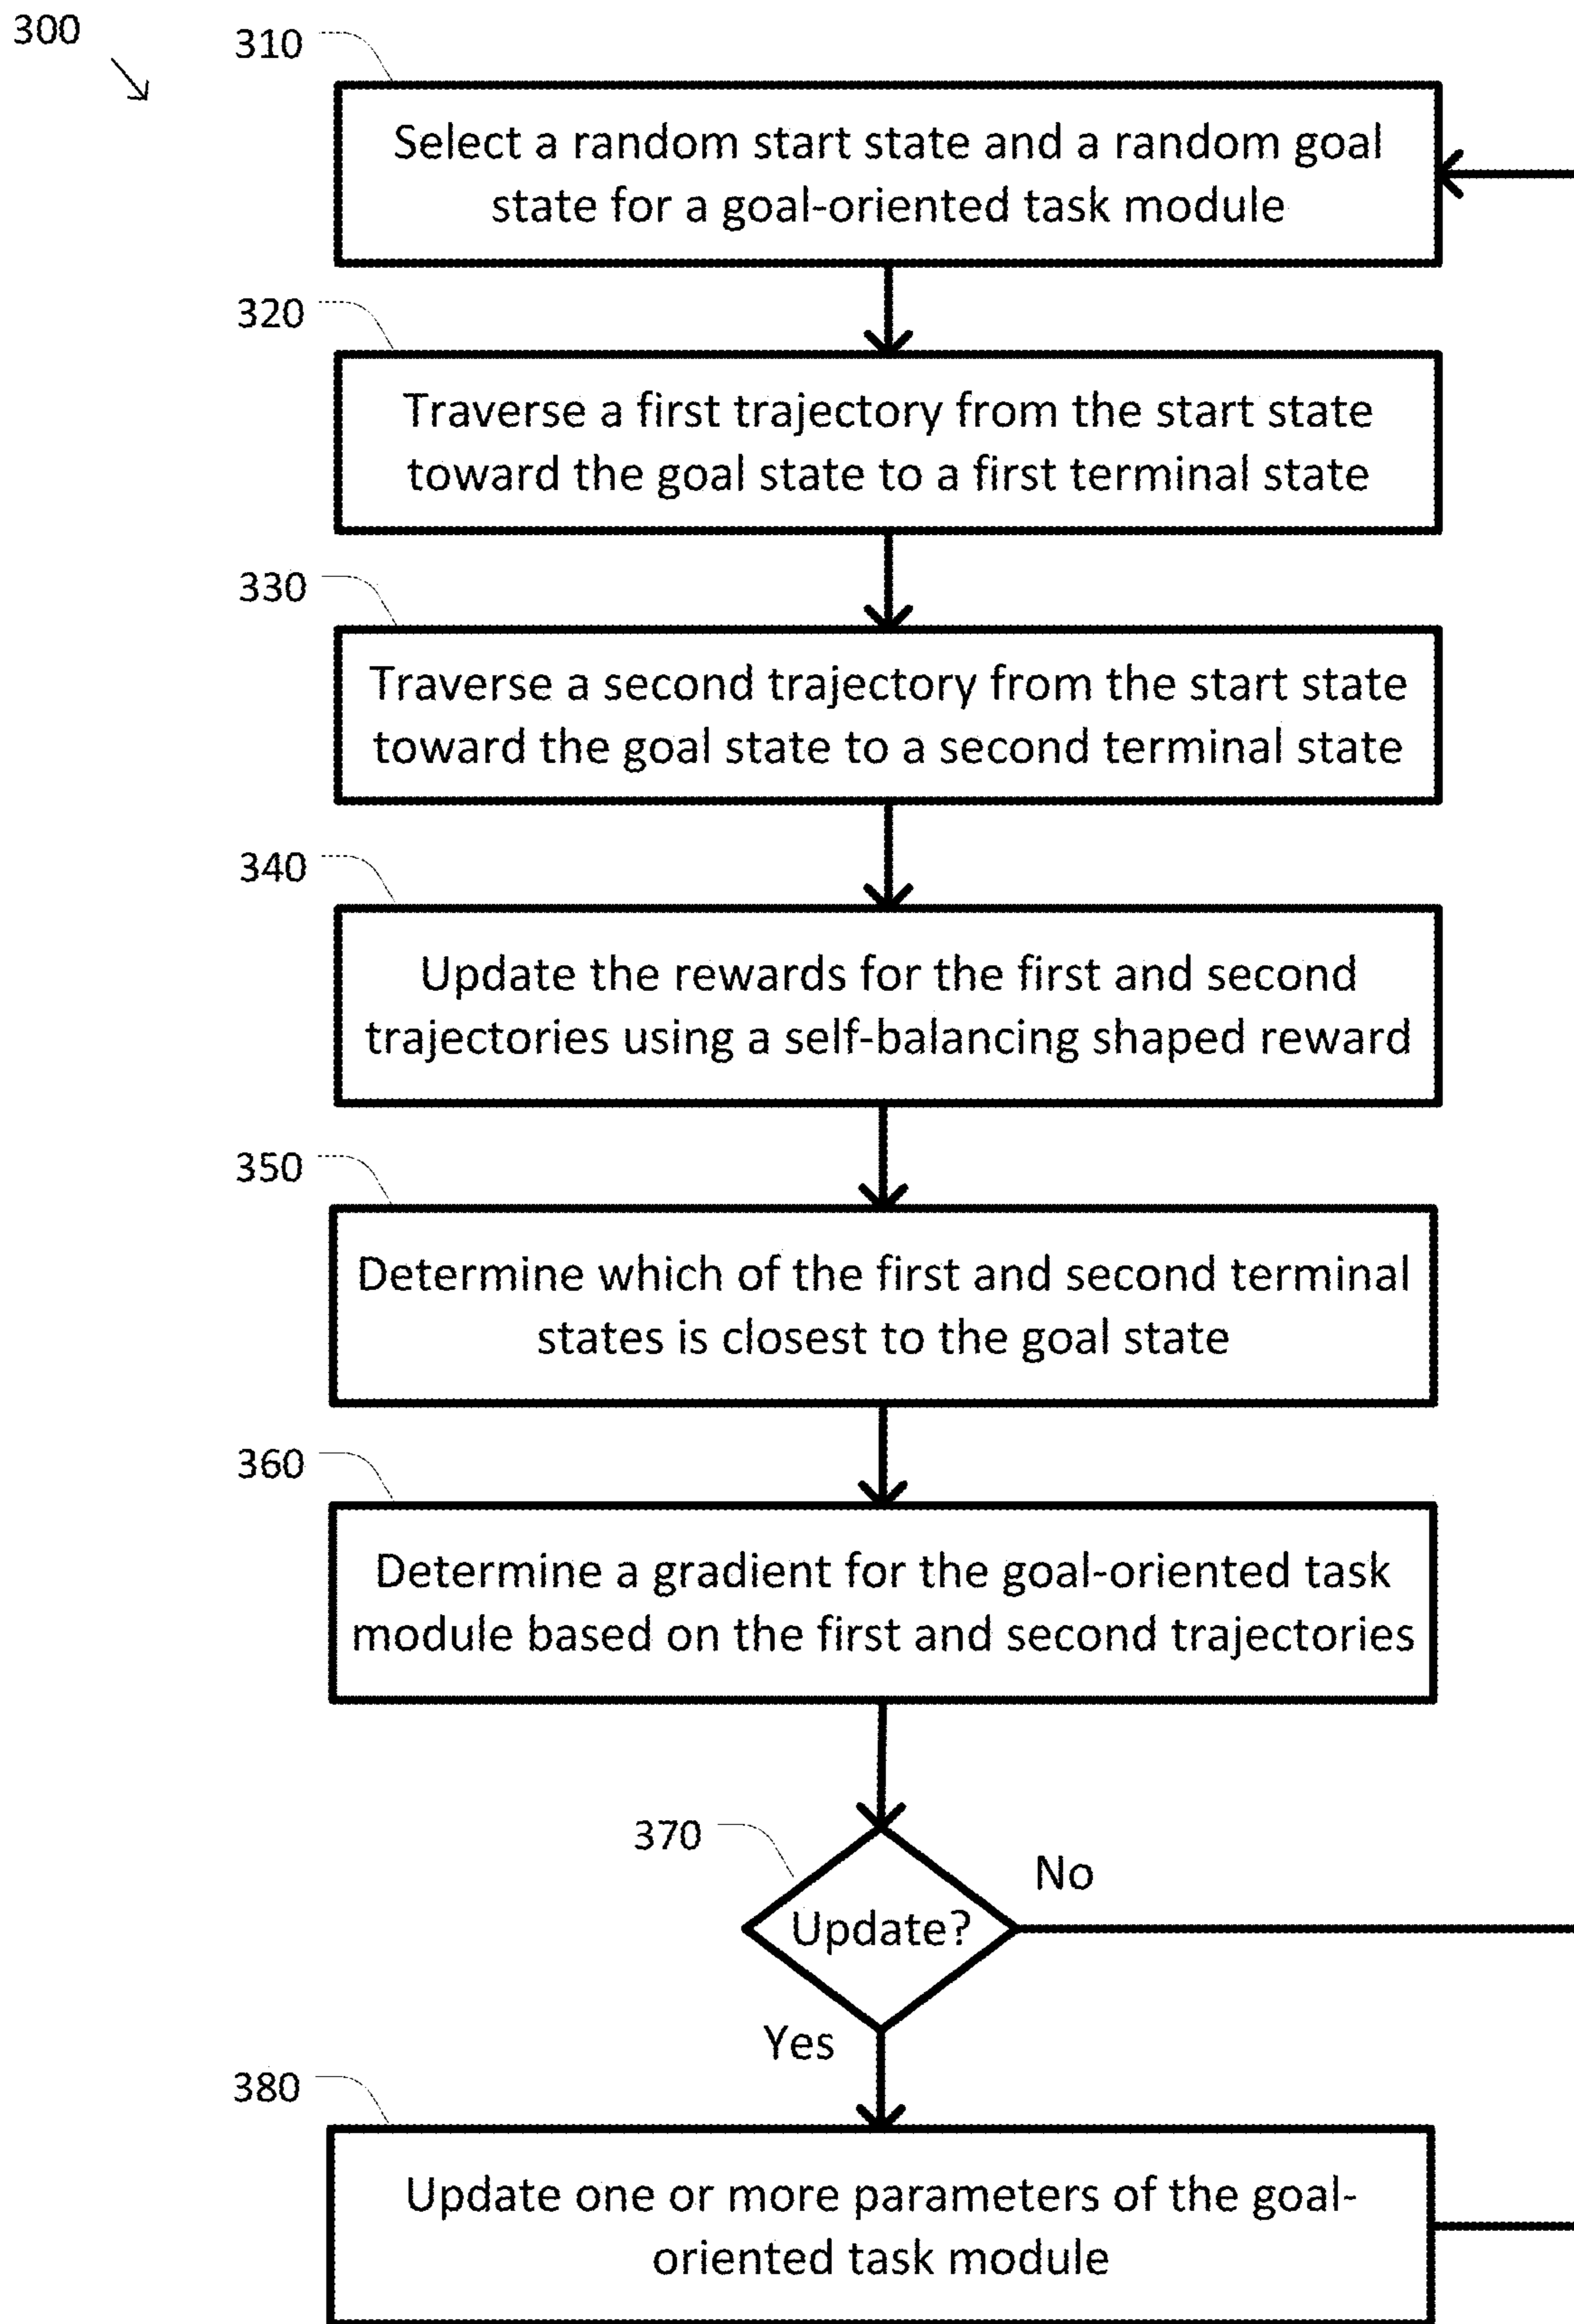 300
310
Select a random start state and a random goal
state for a goal-oriented task module
320
Traverse a first trajectory from the start state
toward the goal state to a first terminal state
330
Traverse a second trajectory from the start state
toward the goal state to a second terminal state
340
Update the rewards for the first and second
trajectories using a self-balancing shaped reward
350
Determine which of the first and second terminal
states is closest to the goal state
360
Determine a gradient for the goal-oriented task
module based on the first and second trajectories
370
No
Update?
Yes
380
Update one or more parameters of the goal-
oriented task module